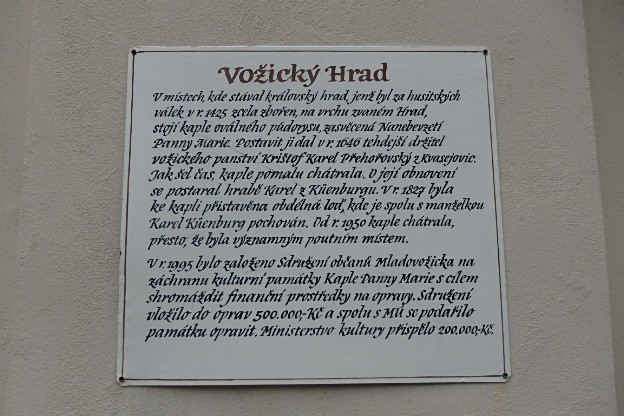 Vožický Hrad
V místech, kde stával královský hrad, jenž byl za husitských
válek v r. 1425 zcela zbořen, na vrchu zvaném Hrad,
stojí kaple oválného půdorysu, zasvěcená Nanebevzetí
Panny Marie. Postavit ji dal v r. 1646 tehdejší držitel
vožického panství Krištof Karel Přehořovský z Kvasejovic.
Jak šel čas, kaple pomalu chátrala. O její obnovení
se postaral hrabě Karel z Küenburgu. V r. 1827 byla
ke kapli přistavěna obdélná loď, kde je spolu s manželkou
Karel Küenburg pochován. Od r. 1950 kaple chátrala,
přesto, že byla významným poutním místem.
V r. 1995 bylo založeno Sdružení občanů Mladovožicka na
záchranu kulturní památky Kaple Panny Marie s cílem
shromáždit finanční prostředky na opravy. Sdružení
vložilo do oprav 500.000,-Kč a spolu s MÚ se podařilo
památku opravit. Ministerstvo kultury přispělo 200.000,-Kč.